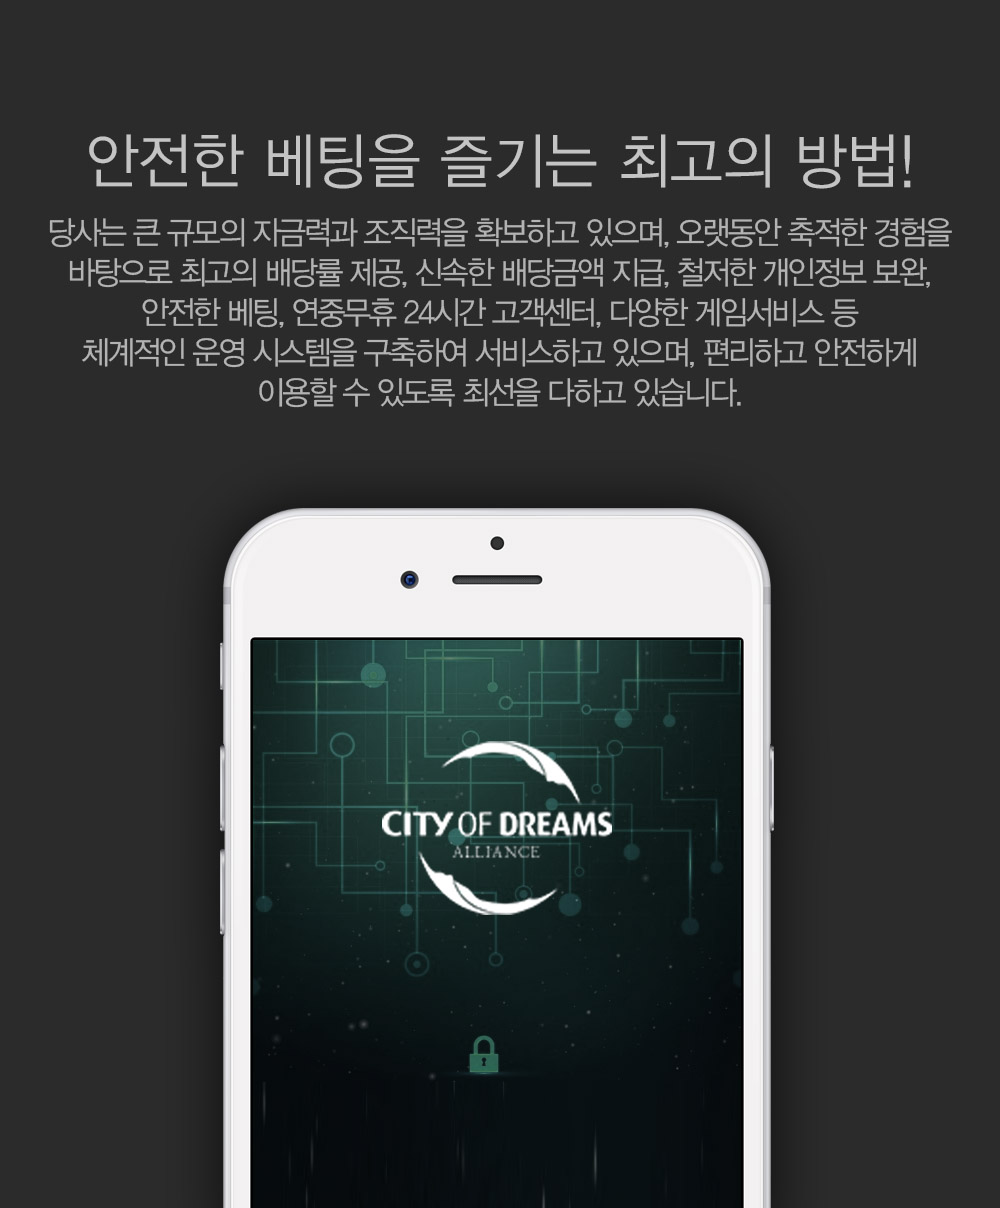 안전한 베팅을 즐기는 최고의 방법!
당사는 큰 규모의 자금력과 조직력을 확보하고 있으며, 오랫동안 축적한 경험을
바탕으로 최고의 배당률 제공, 신속한 배당금액 지급, 철저한 개인정보 보완,
안전한 베팅, 연중무휴 24시간 고객센터, 다양한 게임서비스 등
체계적인 운영 시스템을 구축하여 서비스하고 있으며, 편리하고 안전하게
이용할 수 있도록 최선을 다하고 있습니다.
CITY OF DREAMS
ALLIANCE